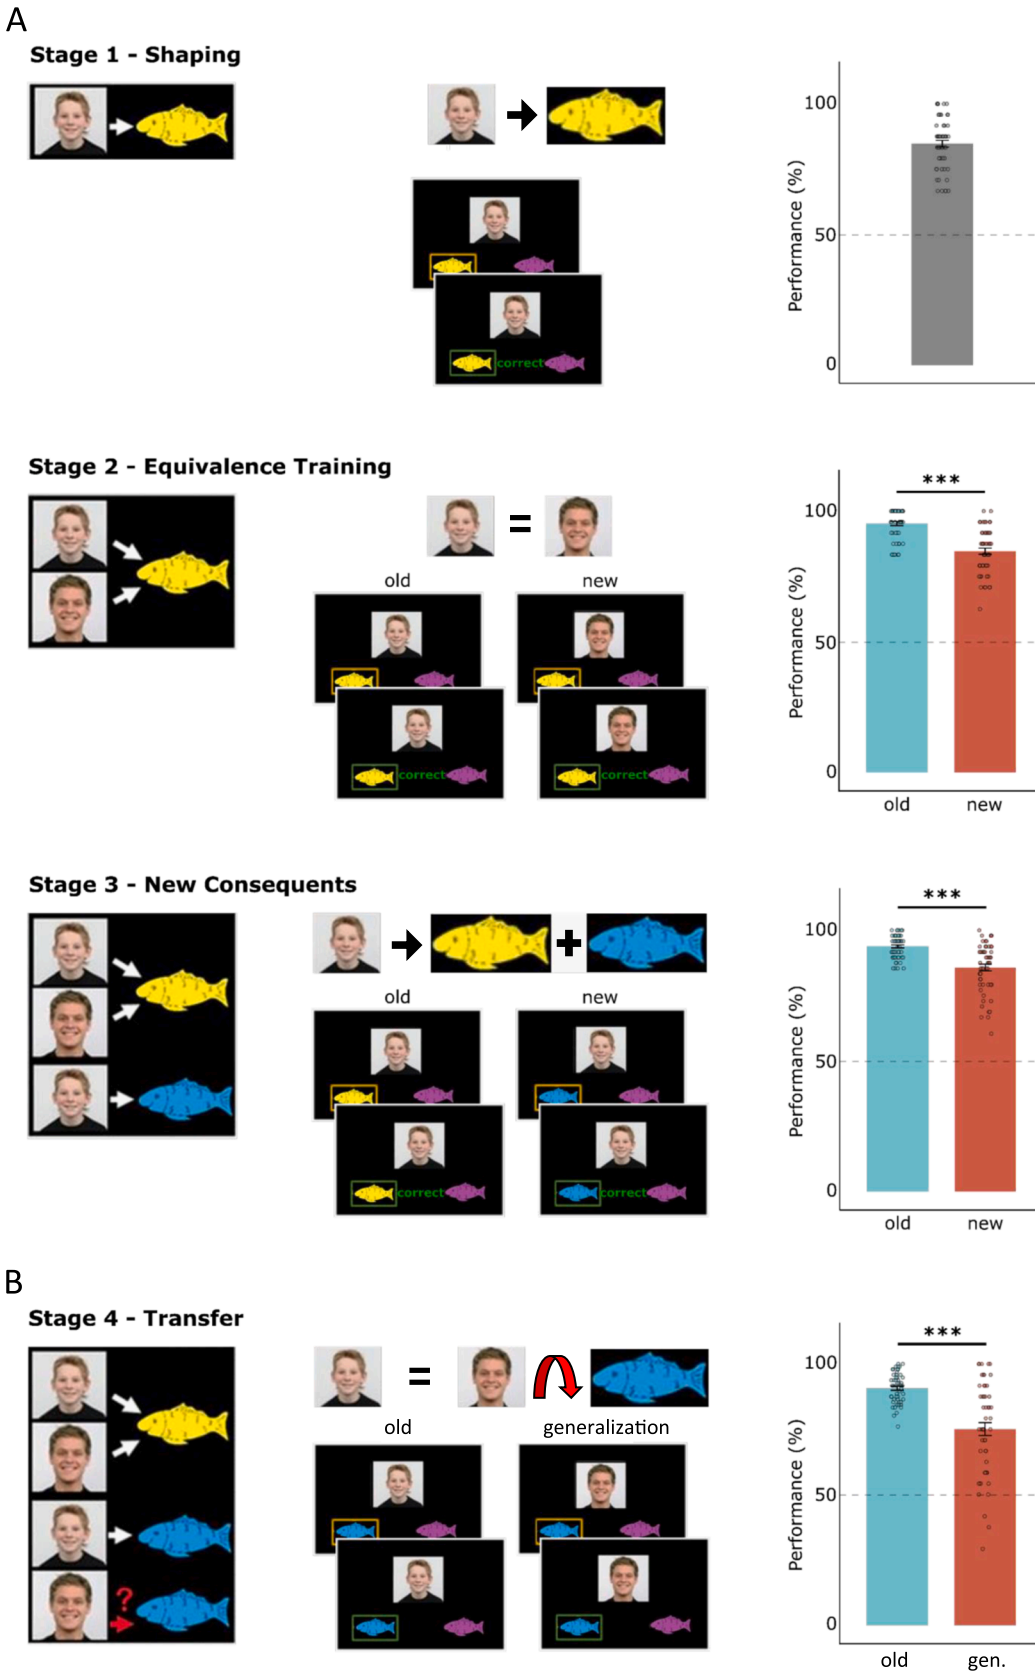 A
Stage 1 - Shaping
correct
100
50
0
Performance (%)
Stage 2 - Equivalence Training
=
old
new
correct
correct
***
100
50
0
Performance (%)
old
new
Stage 3 - New Consequents
+
old
new
correct
correct
***
100
50
0
Performance (%)
old
new
B
Stage 4 - Transfer
?
=
old
generalization
***
100
50
0
Performance (%)
old
gen.